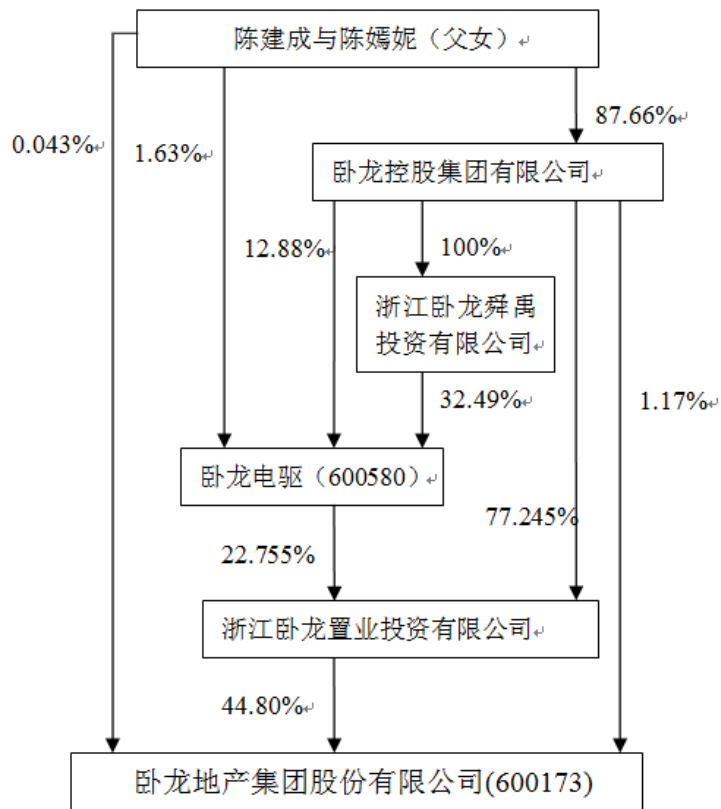 陈建成与陈嫣妮（父女）
87.66%
0.043%
1.63%
卧龙控股集团有限公司
12.88%
100%
浙江卧龙舜禹
投资有限公司
32.49%
1.17%
卧龙电驱（600580）
77.245%
22.755%
浙江卧龙置业投资有限公司
44.80%
卧龙地产集团股份有限公司(600173)